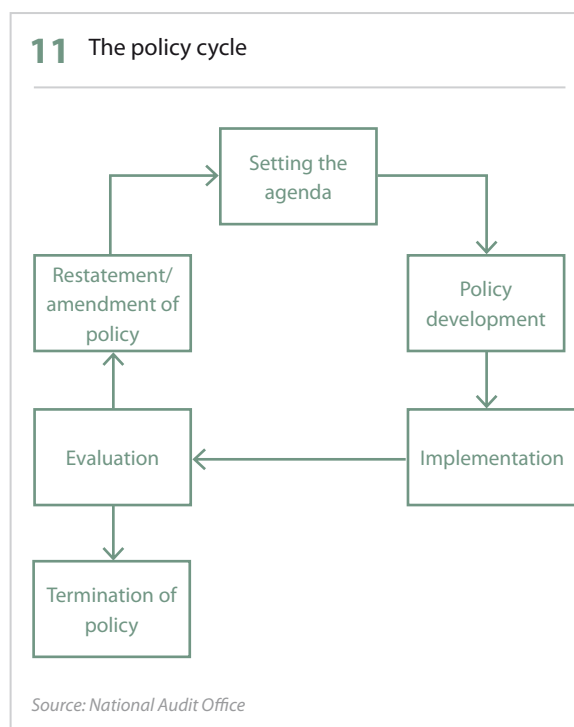 11 The policy cycle
Setting the
agenda
Restatement/
amendment of
policy
Policy
development
Evaluation
Implementation
Termination of
policy
Source: National Audit Office